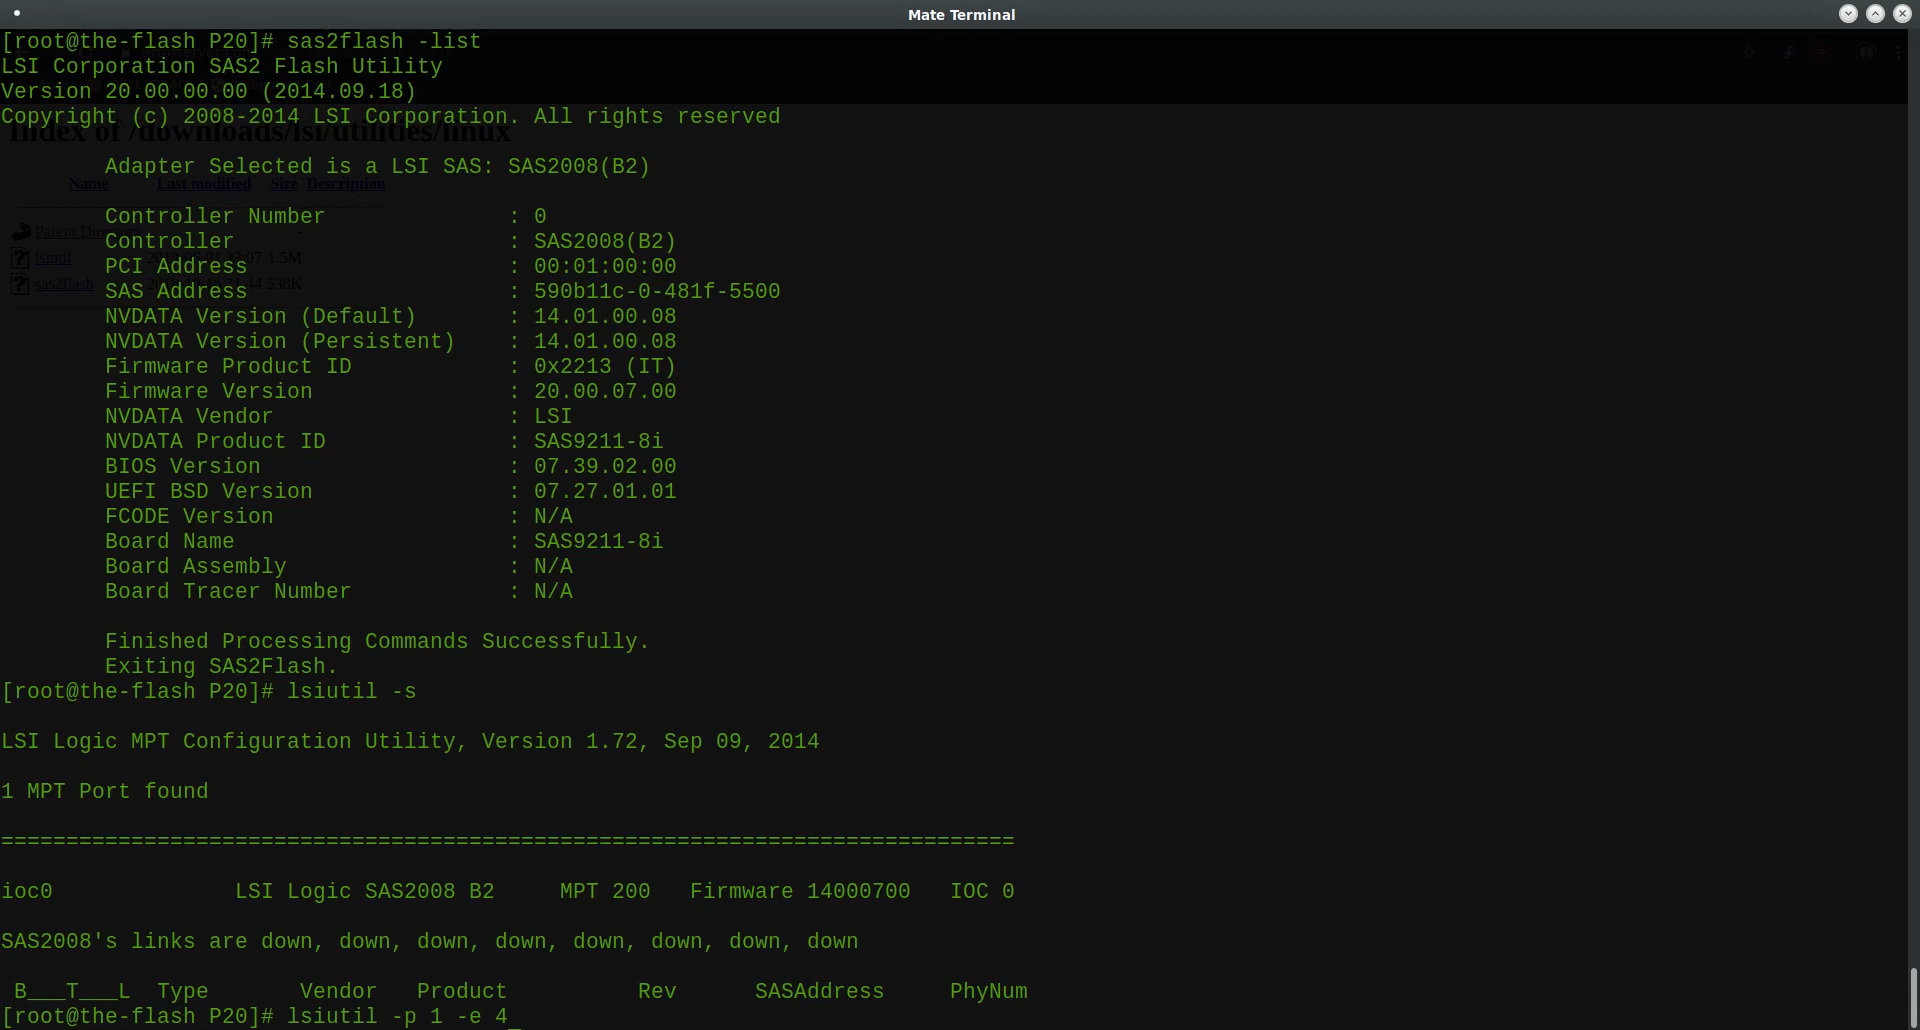 Mate Terminal
[root@the-flash P20]# sas2flash -list
LSI Corporation SAS2 Flash Utility
Version 20.00.00.00 (2014.09.18)
Copyright (c) 2008-2014 LSI Corporation. All rights reserved
Index of /downloads/lsi/utilities/linux
Adapter Selected is a LSI SAS: SAS2008(B2)
Name Last modified Size Description
Controller Number : 0
Parent Directory -
Controller : SAS2008(B2)
lsiutil 1.5M
PCI Address : 00:01:00:00
sas2flash 538K
SAS Address : 590b11c-0-481f-5500
NVDATA Version (Default) : 14.01.00.08
NVDATA Version (Persistent) : 14.01.00.08
Firmware Product ID : 0x2213 (IT)
Firmware Version : 20.00.07.00
NVDATA Vendor : LSI
NVDATA Product ID : SAS9211-8i
BIOS Version : 07.39.02.00
UEFI BSD Version : 07.27.01.01
FCODE Version : N/A
Board Name : SAS9211-8i
Board Assembly : N/A
Board Tracer Number : N/A
Finished Processing Commands Successfully.
Exiting SAS2Flash.
[root@the-flash P20]# lsiutil -s
LSI Logic MPT Configuration Utility, Version 1.72, Sep 09, 2014
1 MPT Port found
==============================================================================
ioc0 LSI Logic SAS2008 B2 MPT 200 Firmware 14000700 IOC 0
SAS2008's links are down, down, down, down, down, down, down, down
B___T___L Type Vendor Product Rev SASAddress PhyNum
[root@the-flash P20]# lsiutil -p 1 -e 4_